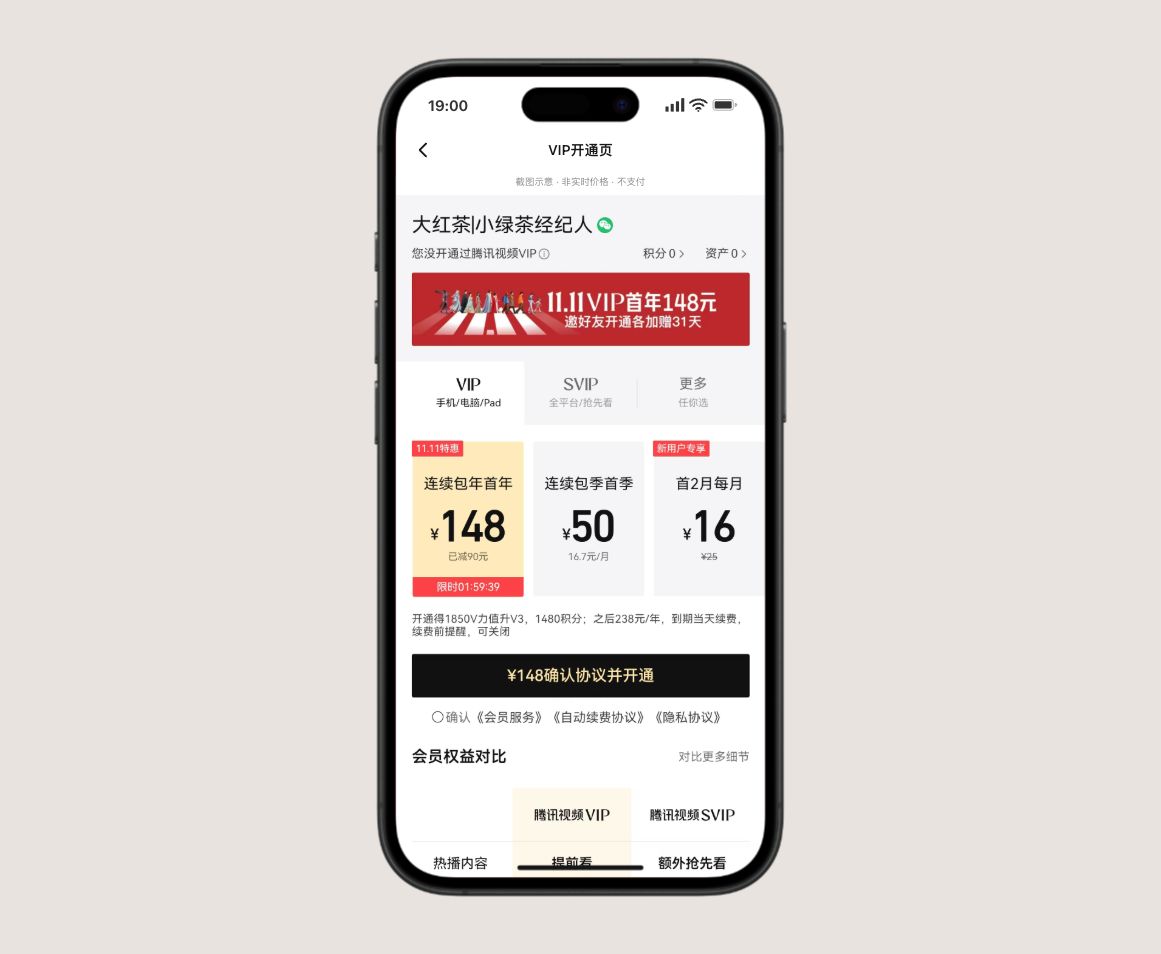 19:00
VIP开通页
截图示意 · 非实时价格 · 不支付
大红茶|小绿茶经纪人
您没开通过腾讯视频VIP 积分 0 资产 0
11.11VIP首年148元
邀好友开通各加赠31天
VIP SVIP 更多
手机/电脑/Pad 全平台/抢先看 任你选
11.11特惠 新用户专享
连续包年首年 连续包季首季 首2月每月
¥148 ¥50 ¥16
已减90元 16.7元/月 ¥25
限时01:59:39
开通得1850V力值升V3，1480积分；之后238元/年，到期当天续费，
续费前提醒，可关闭
¥148确认协议并开通
确认《会员服务》《自动续费协议》《隐私协议》
会员权益对比 对比更多细节
腾讯视频VIP 腾讯视频SVIP
热播内容 提前看 额外抢先看